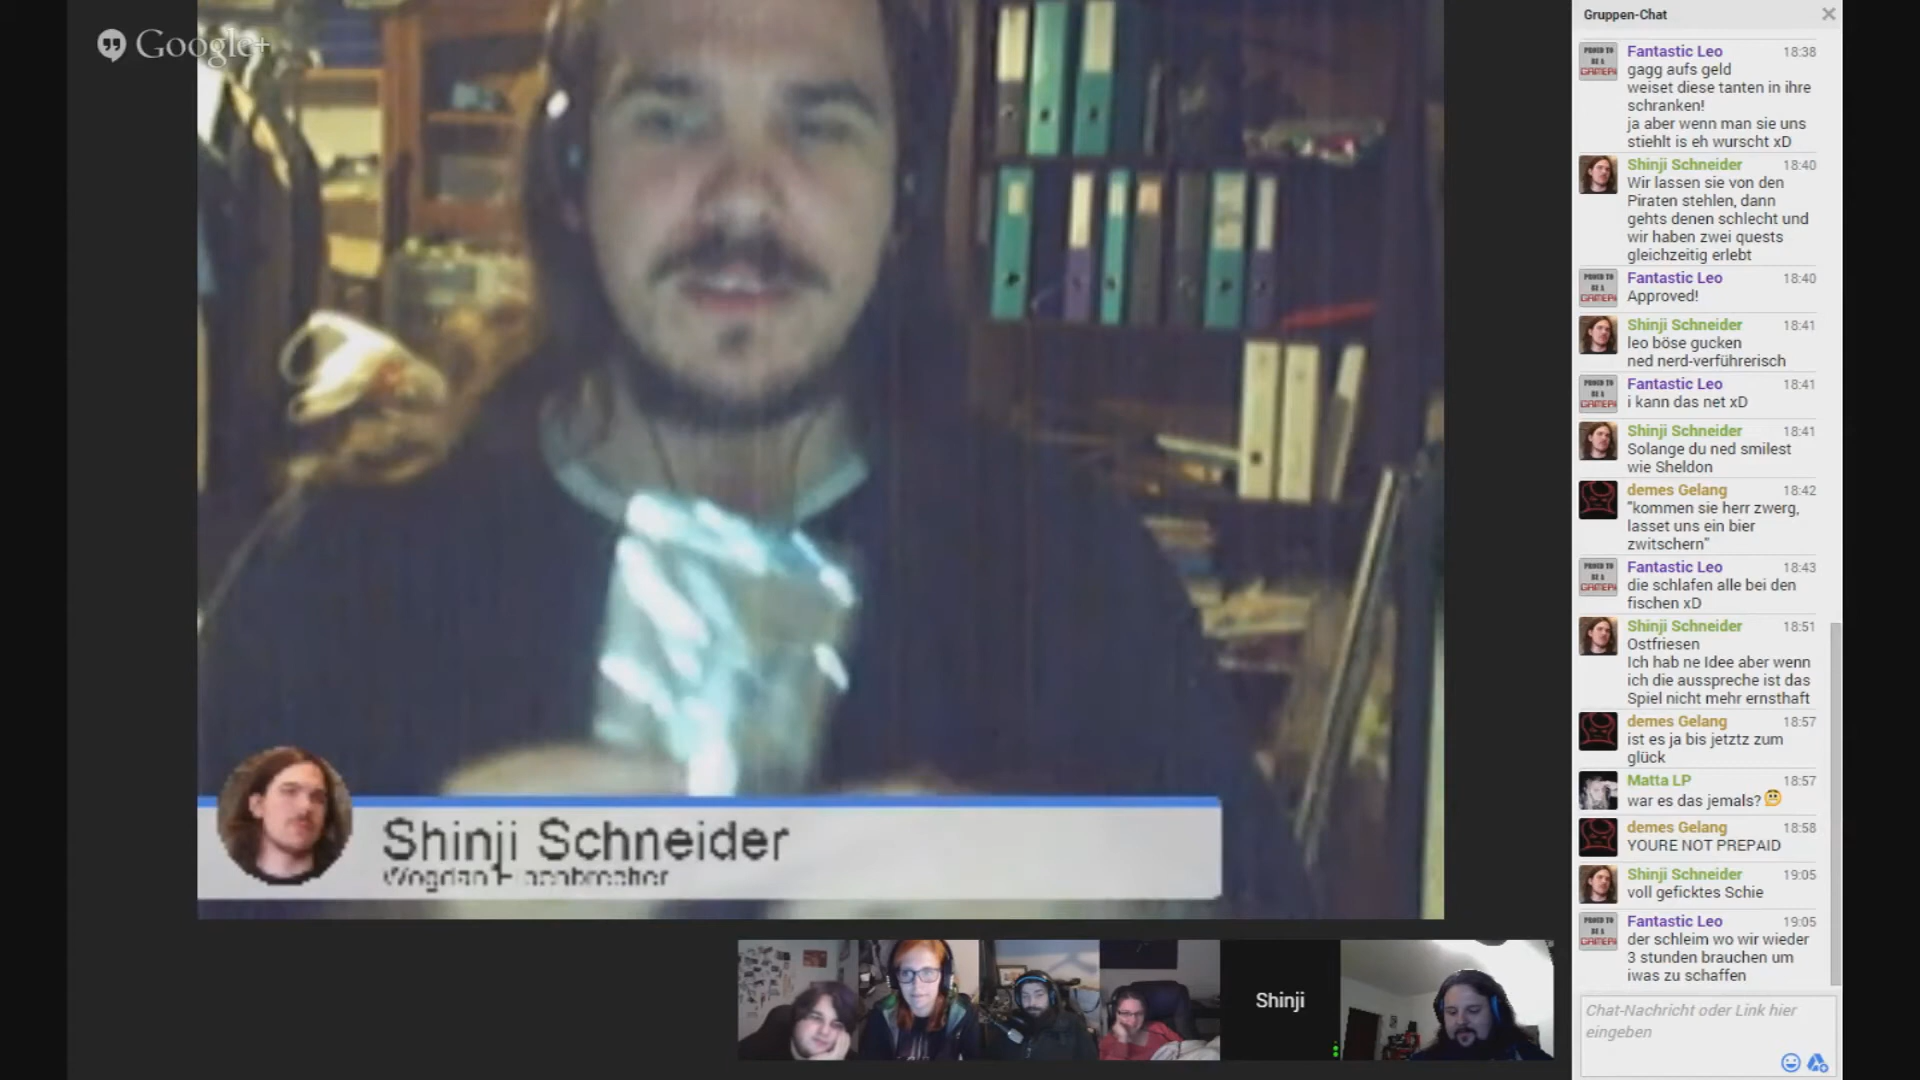 Google+
Shinji Schneider
Shinji
Gruppen-Chat
Fantastic Leo 18:38
gagg aufs geld
weiset diese tanten in ihre
schranken!
ja aber wenn man sie uns
stiehlt is eh wurscht xD
Shinji Schneider 18:40
Wir lassen sie von den
Piraten stehlen, dann
gehts denen schlecht und
wir haben zwei quests
gleichzeitig erlebt
Fantastic Leo 18:40
Approved!
Shinji Schneider 18:41
leo böse gucken
ned nerd-verführerisch
Fantastic Leo 18:41
i kann das net xD
Shinji Schneider 18:41
Solange du ned smilest
wie Sheldon
demes Gelang 18:42
"kommen sie herr zwerg,
lasset uns ein bier
zwitschern"
Fantastic Leo 18:43
die schlafen alle bei den
fischen xD
Shinji Schneider 18:51
Ostfriesen
Ich hab ne Idee aber wenn
ich die ausspreche ist das
Spiel nicht mehr ernsthaft
demes Gelang 18:57
ist es ja bis jetztz zum
glück
Matta LP 18:57
war es das jemals?
demes Gelang 18:58
YOURE NOT PREPAID
Shinji Schneider 19:05
voll geficktes Schie
Fantastic Leo 19:05
der schleim wo wir wieder
3 stunden brauchen um
iwas zu schaffen
Chat-Nachricht oder Link hier
eingeben